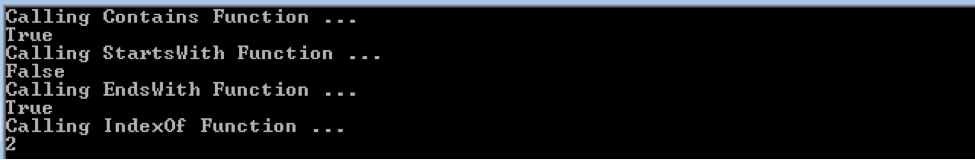 Calling Contains Function ...
True
Calling StartsWith Function ...
False
Calling EndsWith Function ...
True
Calling IndexOf Function ...
2